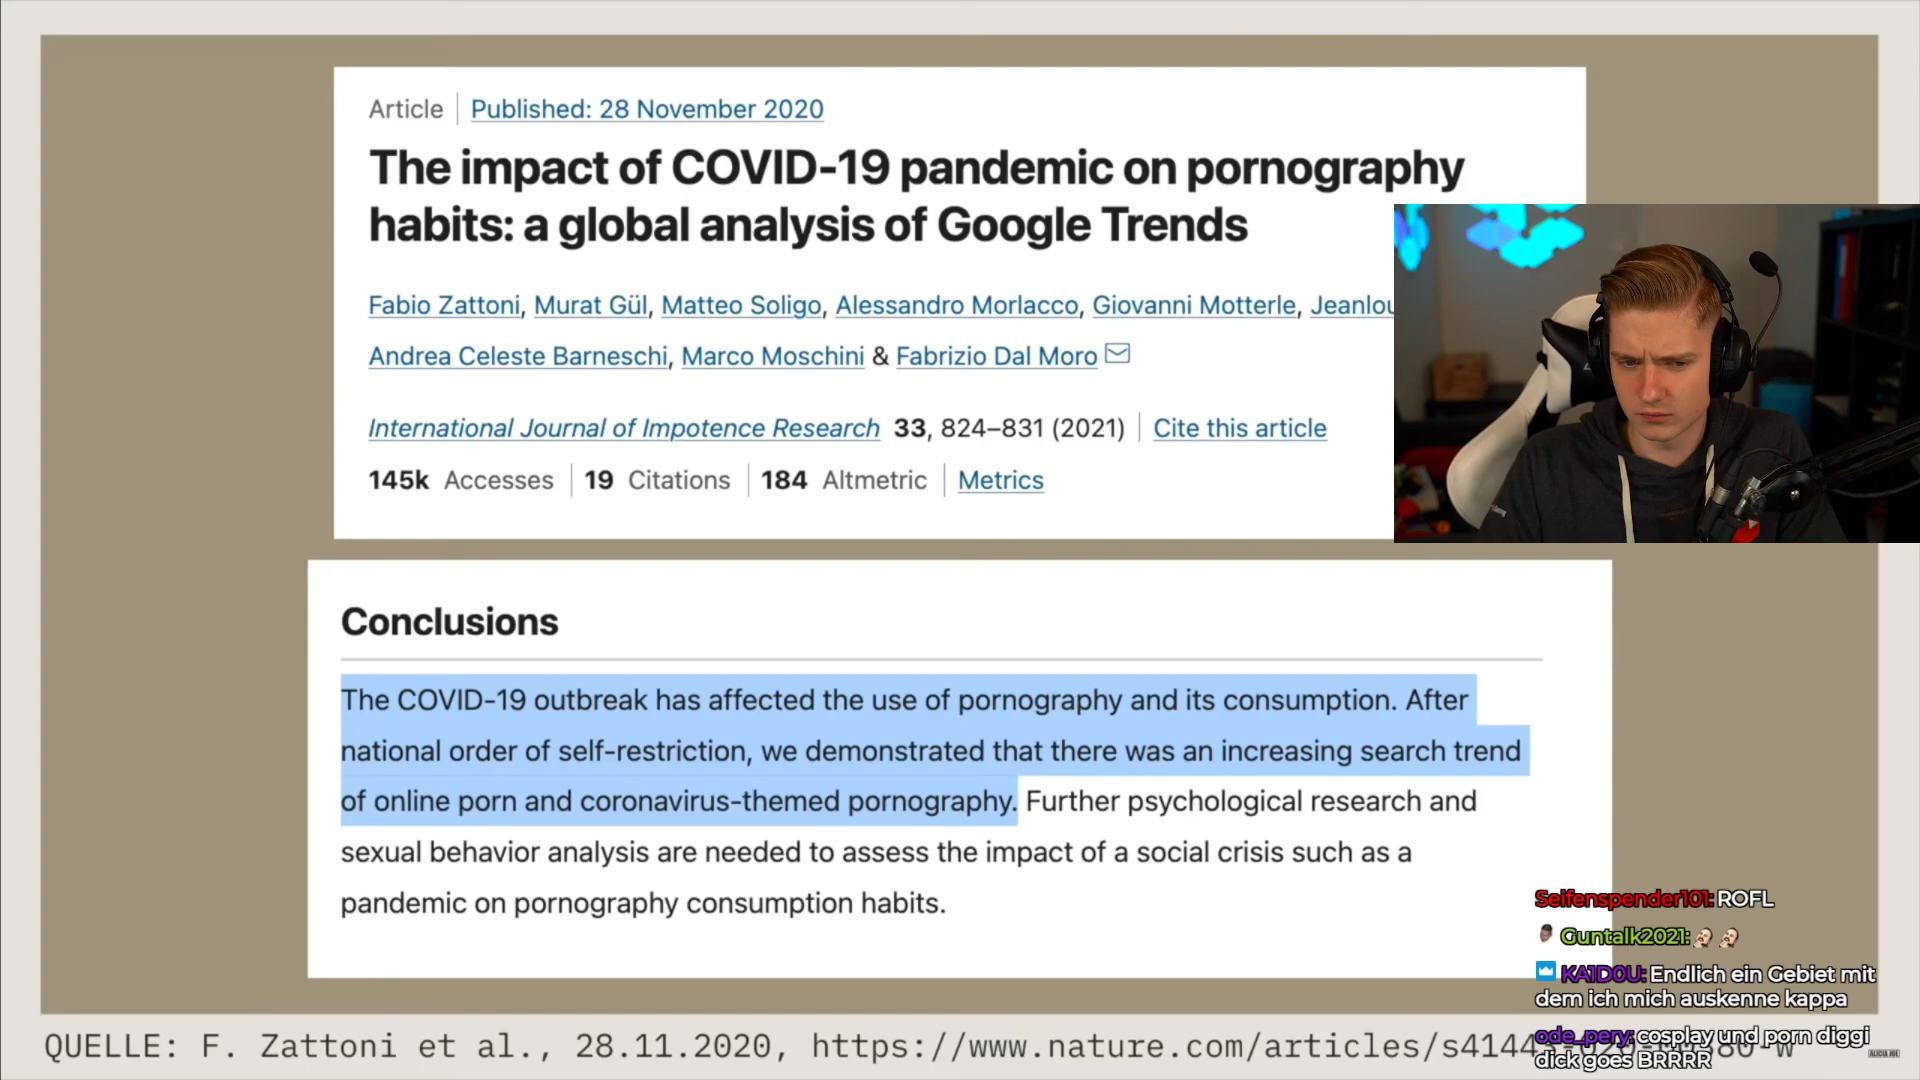 Article Published: 28 November 2020
The impact of COVID-19 pandemic on pornography
habits: a global analysis of Google Trends
Fabio Zattoni, Murat Gül, Matteo Soligo, Alessandro Morlacco, Giovanni Motterle, Jeanlou
Andrea Celeste Barneschi, Marco Moschini & Fabrizio Dal Moro
International Journal of Impotence Research 33, 824–831 (2021) Cite this article
145k Accesses 19 Citations 184 Altmetric Metrics
Conclusions
The COVID-19 outbreak has affected the use of pornography and its consumption. After
national order of self-restriction, we demonstrated that there was an increasing search trend
of online porn and coronavirus-themed pornography. Further psychological research and
sexual behavior analysis are needed to assess the impact of a social crisis such as a
pandemic on pornography consumption habits.
Seifenspender101: ROFL
Guntalk2021:
KA1D0U: Endlich ein Gebiet mit
dem ich mich auskenne kappa
ode_pery: cosplay und porn diggi
dick goes BRRRR
QUELLE: F. Zattoni et al., 28.11.2020, https://www.nature.com/articles/s4144
ALICIA JOE